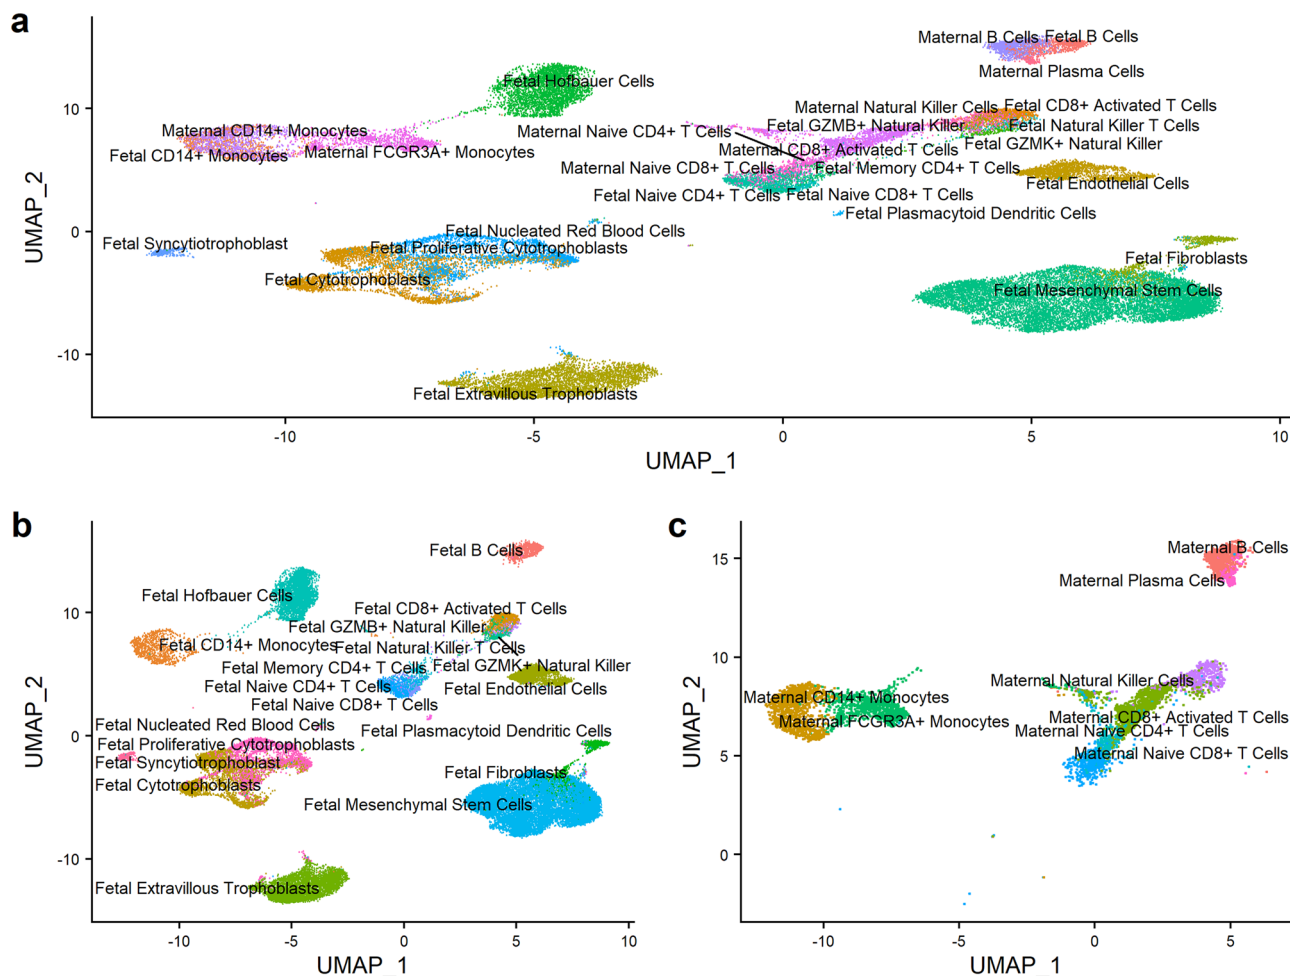 a
Maternal B Cells Fetal B Cells
Maternal Plasma Cells
Fetal Hofbauer Cells
Maternal Natural Killer Cells Fetal CD8+ Activated T Cells
Maternal CD14+ Monocytes
Maternal Naive CD4+ T Cells
Fetal GZMB+ Natural Killer
Fetal Natural Killer T Cells
Fetal CD14+ Monocytes
Maternal FCGR3A+ Monocytes
Maternal CD8+ Activated T Cells
Fetal GZMK+ Natural Killer
Maternal Naive CD8+ T Cells
Fetal Memory CD4+ T Cells
Fetal Endothelial Cells
Fetal Naive CD4+ T Cells
Fetal Naive CD8+ T Cells
Fetal Plasmacytoid Dendritic Cells
Fetal Syncytiotrophoblast
Fetal Nucleated Red Blood Cells
Fetal Proliferative Cytotrophoblasts
Fetal Fibroblasts
Fetal Cytotrophoblasts
Fetal Mesenchymal Stem Cells
Fetal Extravillous Trophoblasts
10
0
-10
UMAP_2
-10 -5 0 5 10
UMAP_1
b
Fetal B Cells
Fetal Hofbauer Cells
Fetal CD8+ Activated T Cells
Fetal GZMB+ Natural Killer
Fetal CD14+ Monocytes
Fetal Natural Killer T Cells
Fetal Memory CD4+ T Cells
Fetal GZMK+ Natural Killer
Fetal Naive CD4+ T Cells
Fetal Endothelial Cells
Fetal Naive CD8+ T Cells
Fetal Nucleated Red Blood Cells
Fetal Plasmacytoid Dendritic Cells
Fetal Proliferative Cytotrophoblasts
Fetal Syncytiotrophoblast
Fetal Fibroblasts
Fetal Cytotrophoblasts
Fetal Mesenchymal Stem Cells
Fetal Extravillous Trophoblasts
10
0
-10
UMAP_2
-10 -5 0 5 10
UMAP_1
c
Maternal B Cells
Maternal Plasma Cells
Maternal Natural Killer Cells
Maternal CD14+ Monocytes
Maternal CD8+ Activated T Cells
Maternal FCGR3A+ Monocytes
Maternal Naive CD4+ T Cells
Maternal Naive CD8+ T Cells
15
10
5
0
UMAP_2
-10 -5 0 5
UMAP_1